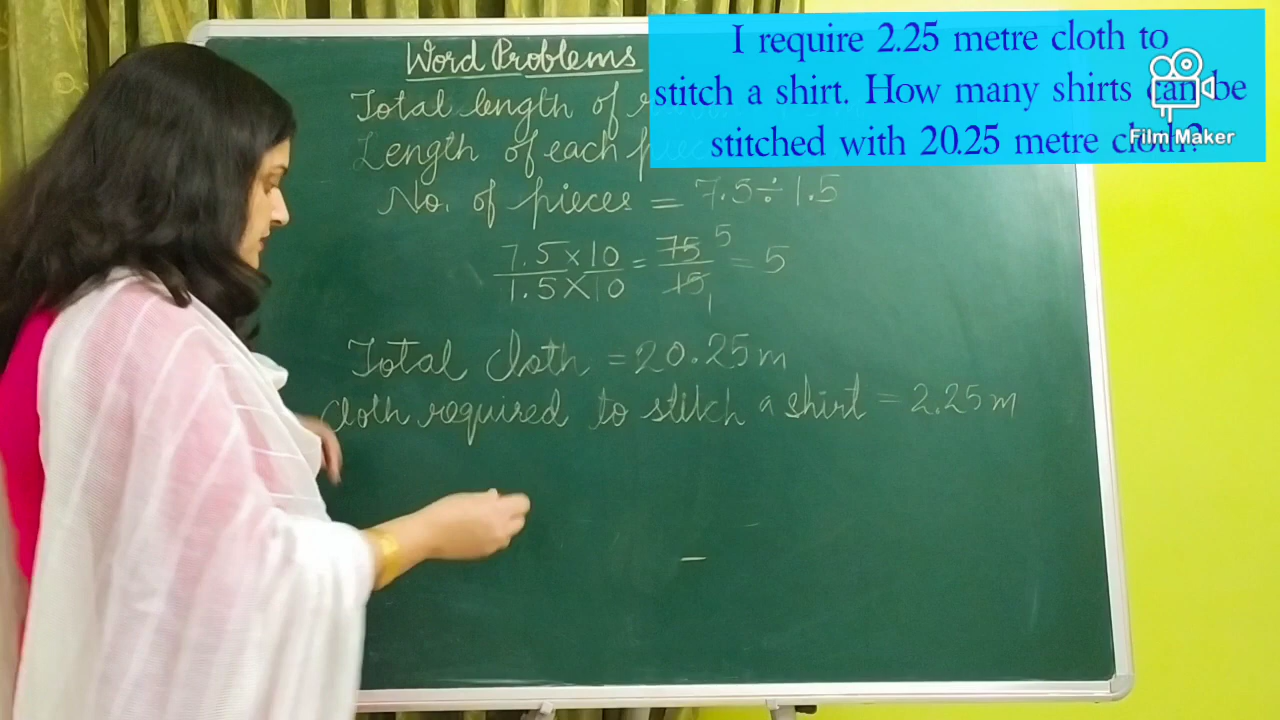 Word Problems
I require 2.25 metre cloth to
stitch a shirt. How many shirts can be
stitched with 20.25 metre cloth?
Film Maker
Total length of
Length of each
No. of pieces = 7.5 ÷ 1.5
7.5 × 10 / 1.5 × 10 = 75 / 15 = 5
5
1
Total cloth = 20.25 m
Cloth required to stitch a shirt = 2.25 m